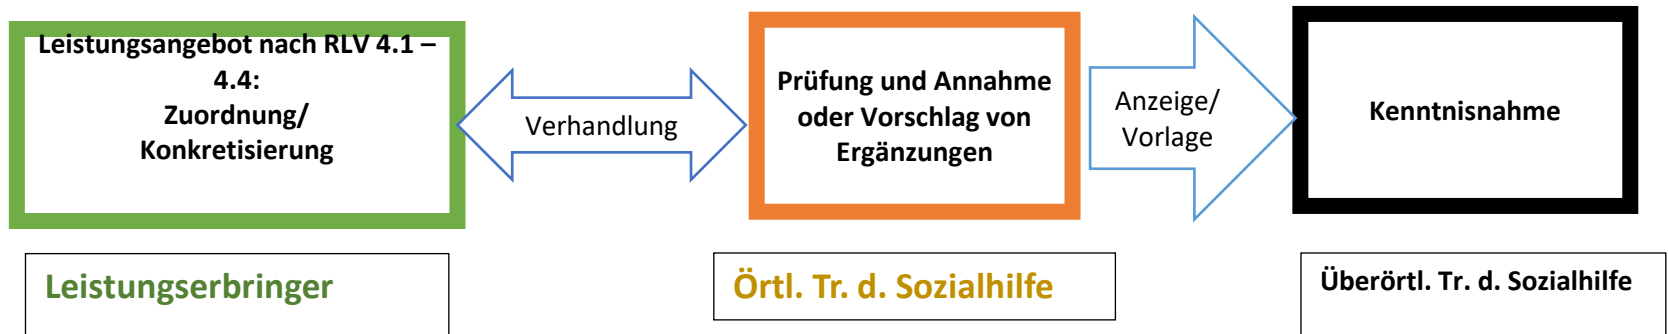 Leistungsangebot nach RLV 4.1 –
4.4:
Zuordnung/
Konkretisierung
Verhandlung
Prüfung und Annahme
oder Vorschlag von
Ergänzungen
Anzeige/
Vorlage
Kenntnisnahme
Leistungserbringer
Örtl. Tr. d. Sozialhilfe
Überörtl. Tr. d. Sozialhilfe